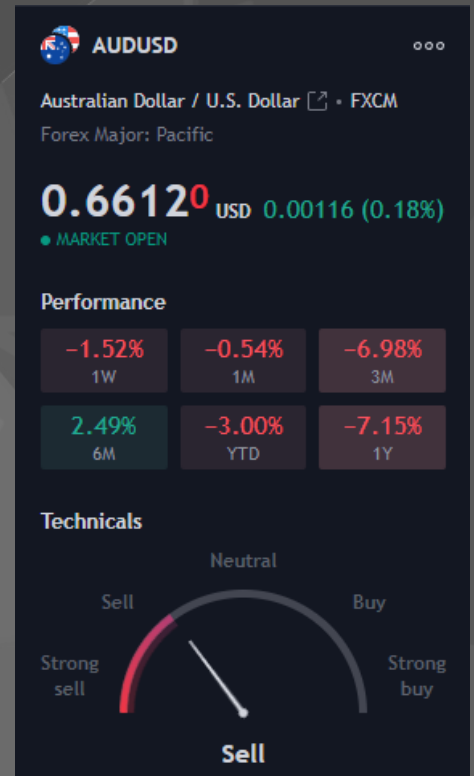 AUDUSD
Australian Dollar / U.S. Dollar • FXCM
Forex Major: Pacific
0.66120 USD 0.00116 (0.18%)
• MARKET OPEN
Performance
−1.52% −0.54% −6.98%
1W 1M 3M
2.49% −3.00% −7.15%
6M YTD 1Y
Technicals
Neutral
Sell Buy
Strong sell Strong buy
Sell